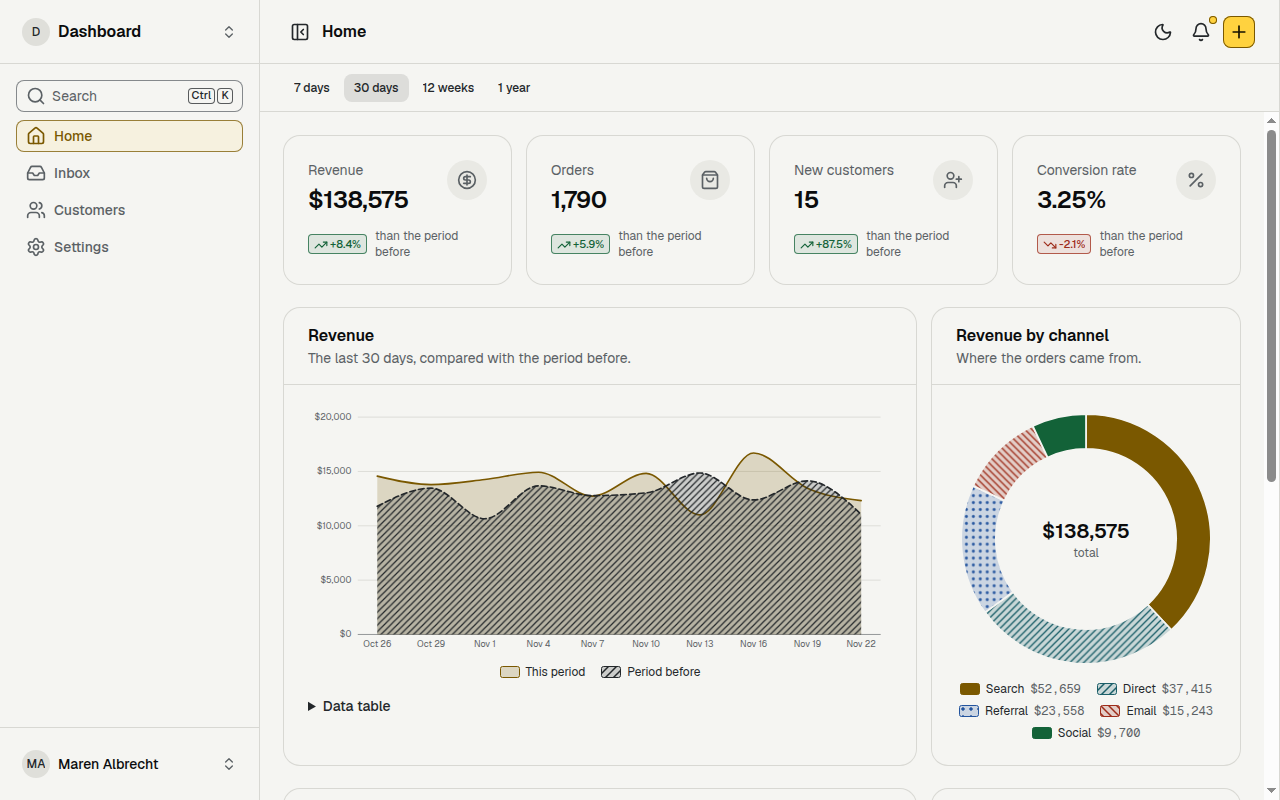 D Dashboard
Home
Search Ctrl K
Home
Inbox
Customers
Settings
MA Maren Albrecht
7 days 30 days 12 weeks 1 year
Revenue
$138,575
+8.4% than the period
before
Orders
1,790
+5.9% than the period
before
New customers
15
+87.5% than the period
before
Conversion rate
3.25%
-2.1% than the period
before
Revenue
The last 30 days, compared with the period before.
$20,000
$15,000
$10,000
$5,000
$0
Oct 26 Oct 29 Nov 1 Nov 4 Nov 7 Nov 10 Nov 13 Nov 16 Nov 19 Nov 22
This period Period before
Data table
Revenue by channel
Where the orders came from.
$138,575
total
Search $52,659 Direct $37,415
Referral $23,558 Email $15,243
Social $9,700